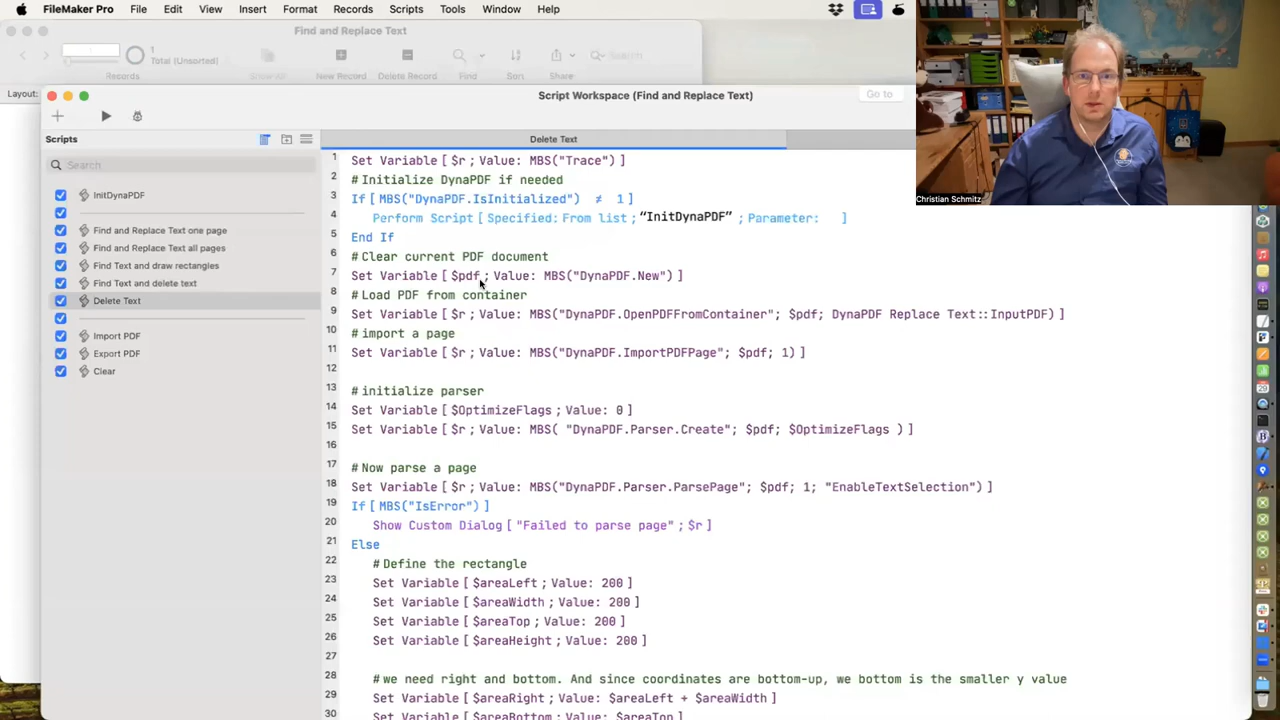 FileMaker Pro File Edit View Insert Format Records Scripts Tools Window Help
Find and Replace Text
1
Total (Unsorted)
Records
Show All
New Record
Delete Record
Find
Sort
Share
Search
Layout:
Script Workspace (Find and Replace Text)
Go to
Scripts
Search
InitDynaPDF
Find and Replace Text one page
Find and Replace Text all pages
Find Text and draw rectangles
Find Text and delete text
Delete Text
Import PDF
Export PDF
Clear
Delete Text
1 Set Variable [ $r ; Value: MBS("Trace") ]
2 # Initialize DynaPDF if needed
3 If [ MBS("DynaPDF.IsInitialized") ≠ 1 ]
4 Perform Script [ Specified: From list ; “InitDynaPDF” ; Parameter: ]
5 End If
6 # Clear current PDF document
7 Set Variable [ $pdf ; Value: MBS("DynaPDF.New") ]
8 # Load PDF from container
9 Set Variable [ $r ; Value: MBS("DynaPDF.OpenPDFFromContainer"; $pdf; DynaPDF Replace Text::InputPDF) ]
10 # import a page
11 Set Variable [ $r ; Value: MBS("DynaPDF.ImportPDFPage"; $pdf; 1) ]
12
13 # initialize parser
14 Set Variable [ $OptimizeFlags ; Value: 0 ]
15 Set Variable [ $r ; Value: MBS( "DynaPDF.Parser.Create"; $pdf; $OptimizeFlags ) ]
16
17 # Now parse a page
18 Set Variable [ $r ; Value: MBS("DynaPDF.Parser.ParsePage"; $pdf; 1; "EnableTextSelection") ]
19 If [ MBS("IsError") ]
20 Show Custom Dialog [ "Failed to parse page" ; $r ]
21 Else
22 # Define the rectangle
23 Set Variable [ $areaLeft ; Value: 200 ]
24 Set Variable [ $areaWidth ; Value: 200 ]
25 Set Variable [ $areaTop ; Value: 200 ]
26 Set Variable [ $areaHeight ; Value: 200 ]
27
28 # we need right and bottom. And since coordinates are bottom-up, we bottom is the smaller y value
29 Set Variable [ $areaRight ; Value: $areaLeft + $areaWidth ]
30 Set Variable [ $areaBottom ; Value: $areaTop ]
Christian Schmitz